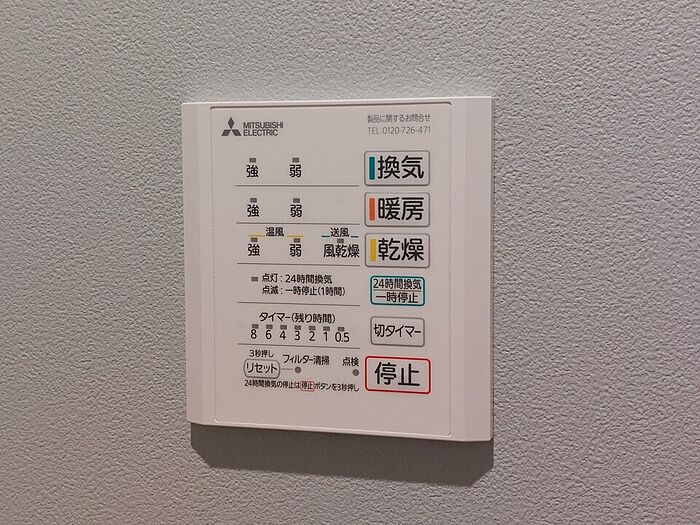 MITSUBISHI
ELECTRIC
製品に関するお問合せ
TEL 0120-726-471
強 弱 換気
強 弱 暖房
温風 送風
強 弱 風乾燥 乾燥
点灯:24時間換気
点滅:一時停止(1時間)
24時間換気
一時停止
タイマー(残り時間)
8 6 4 3 2 1 0.5
切タイマー
3秒押し
リセット フィルター清掃 点検
停止
24時間換気の停止は停止ボタンを3秒押し